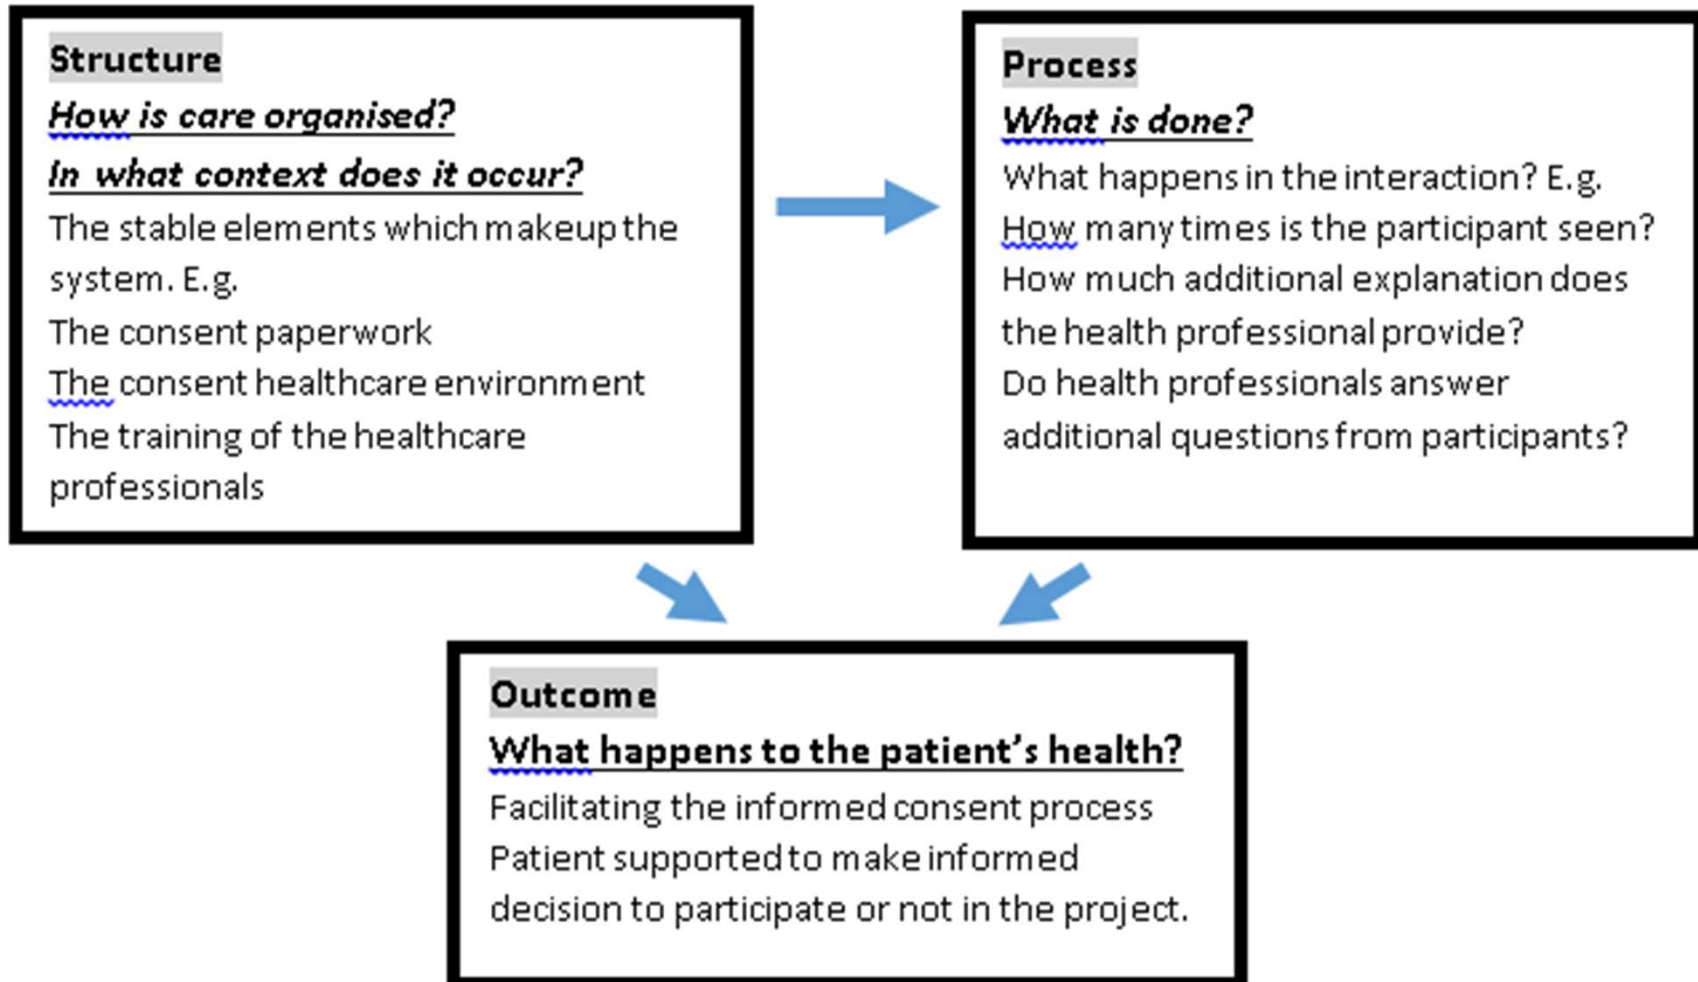 Structure
How is care organised?
In what context does it occur?
The stable elements which makeup the
system. E.g.
The consent paperwork
The consent healthcare environment
The training of the healthcare
professionals
Process
What is done?
What happens in the interaction? E.g.
How many times is the participant seen?
How much additional explanation does
the health professional provide?
Do health professionals answer
additional questions from participants?
Outcome
What happens to the patient’s health?
Facilitating the informed consent process
Patient supported to make informed
decision to participate or not in the project.